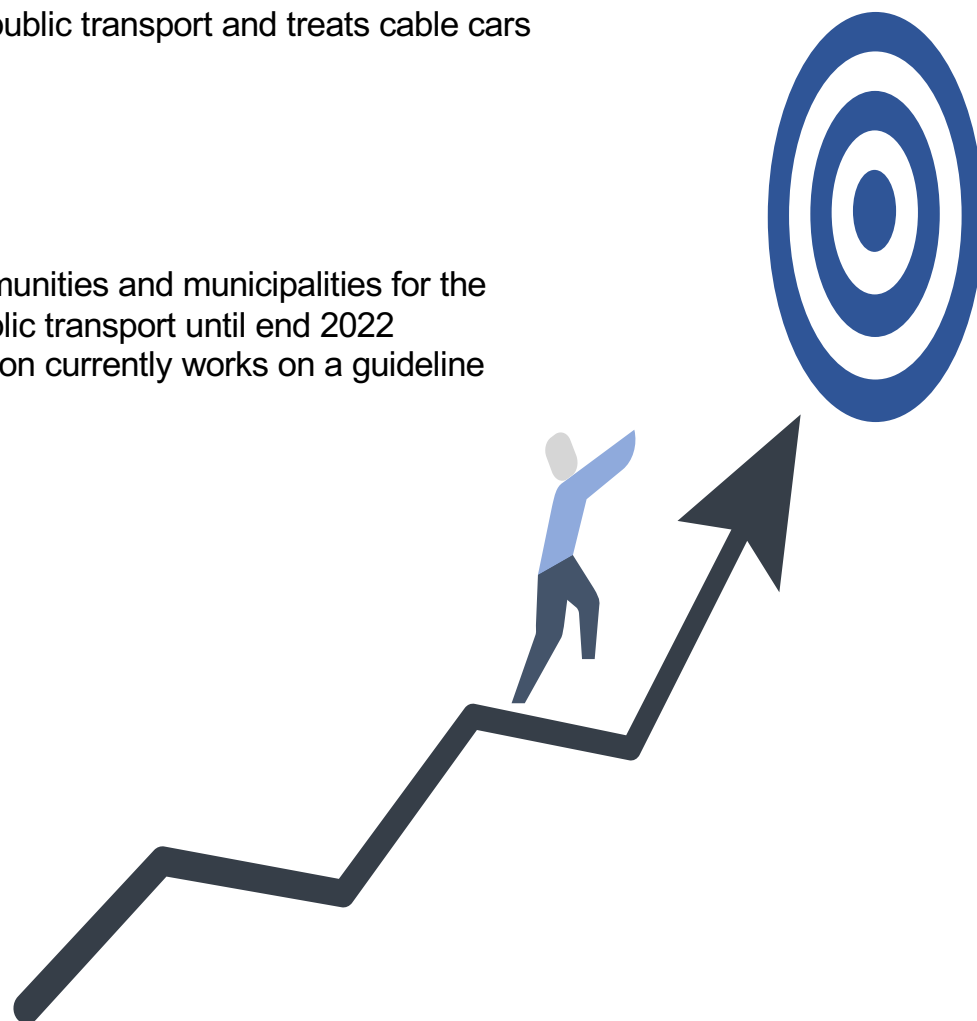 public transport and treats cable cars
munities and municipalities for the
blic transport until end 2022
on currently works on a guideline